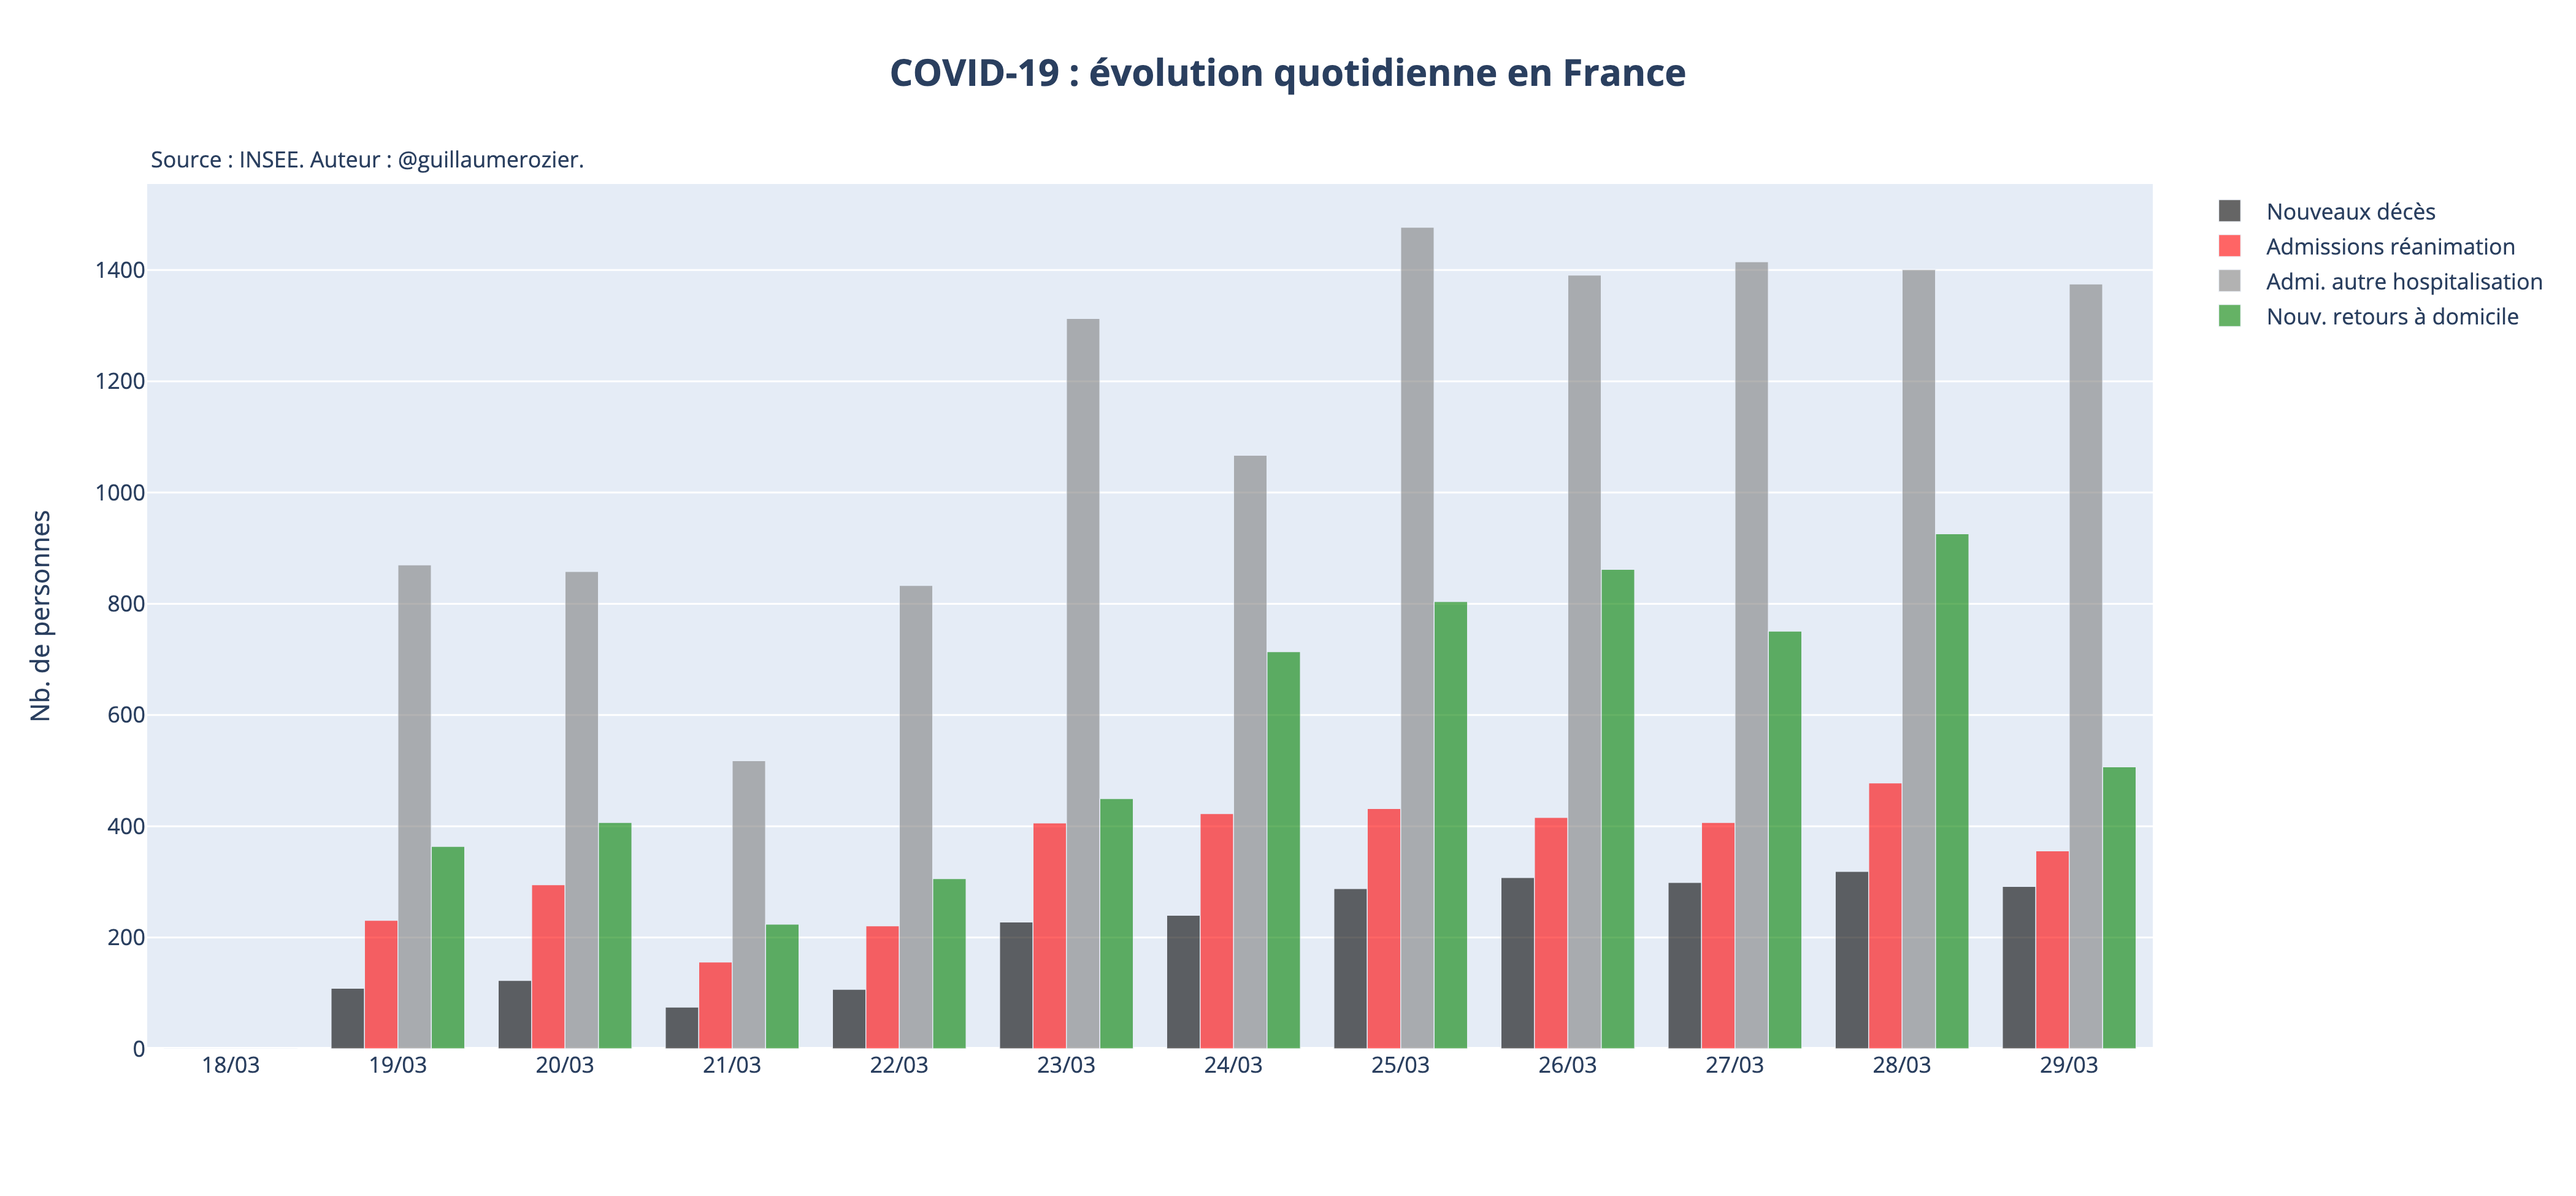 COVID-19 : évolution quotidienne en France
Source : INSEE. Auteur : @guillaumerozier.
Nouveaux décès
Admissions réanimation
Admi. autre hospitalisation
Nouv. retours à domicile
Nb. de personnes
1400
1200
1000
800
600
400
200
0
18/03 19/03 20/03 21/03 22/03 23/03 24/03 25/03 26/03 27/03 28/03 29/03